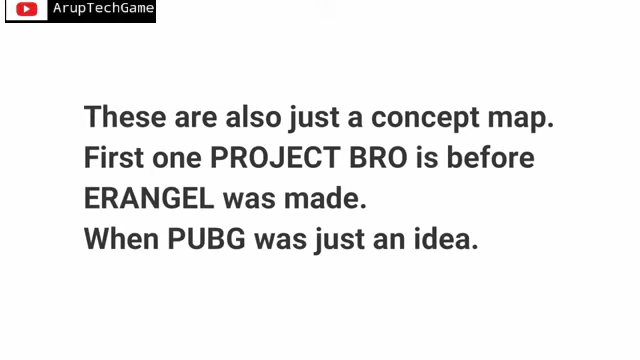 ArupTechGame
These are also just a concept map.
First one PROJECT BRO is before
ERANGEL was made.
When PUBG was just an idea.